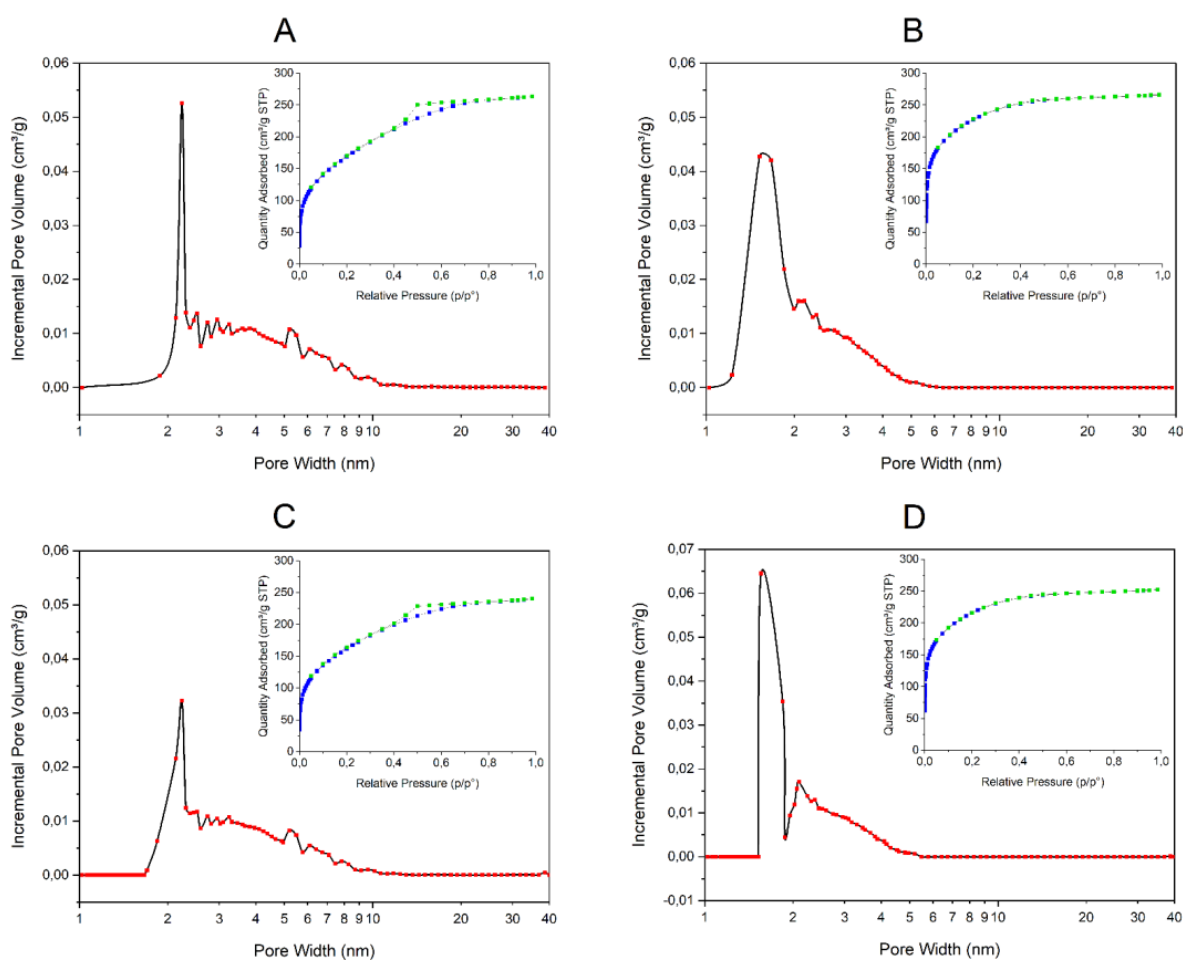 A
0,06
0,05
0,04
0,03
0,02
0,01
0,00
Incremental Pore Volume (cm³/g)
1 2 3 4 5 6 7 8 9 10 20 30 40
Pore Width (nm)
300
250
200
150
100
50
0
Quantity Adsorbed (cm³/g STP)
0,0 0,2 0,4 0,6 0,8 1,0
Relative Pressure (p/p°)
B
0,06
0,05
0,04
0,03
0,02
0,01
0,00
Incremental Pore Volume (cm³/g)
1 2 3 4 5 6 7 8 9 10 20 30 40
Pore Width (nm)
300
250
200
150
100
50
0
Quantity Adsorbed (cm³/g STP)
0,0 0,2 0,4 0,6 0,8 1,0
Relative Pressure (p/p°)
C
0,06
0,05
0,04
0,03
0,02
0,01
0,00
Incremental Pore Volume (cm³/g)
1 2 3 4 5 6 7 8 9 10 20 30 40
Pore Width (nm)
300
250
200
150
100
50
0
Quantity Adsorbed (cm³/g STP)
0,0 0,2 0,4 0,6 0,8 1,0
Relative Pressure (p/p°)
D
0,07
0,06
0,05
0,04
0,03
0,02
0,01
0,00
-0,01
Incremental Pore Volume (cm³/g)
1 2 3 4 5 6 7 8 9 10 20 30 40
Pore Width (nm)
300
250
200
150
100
50
0
Quantity Adsorbed (cm³/g STP)
0,0 0,2 0,4 0,6 0,8 1,0
Relative Pressure (p/p°)